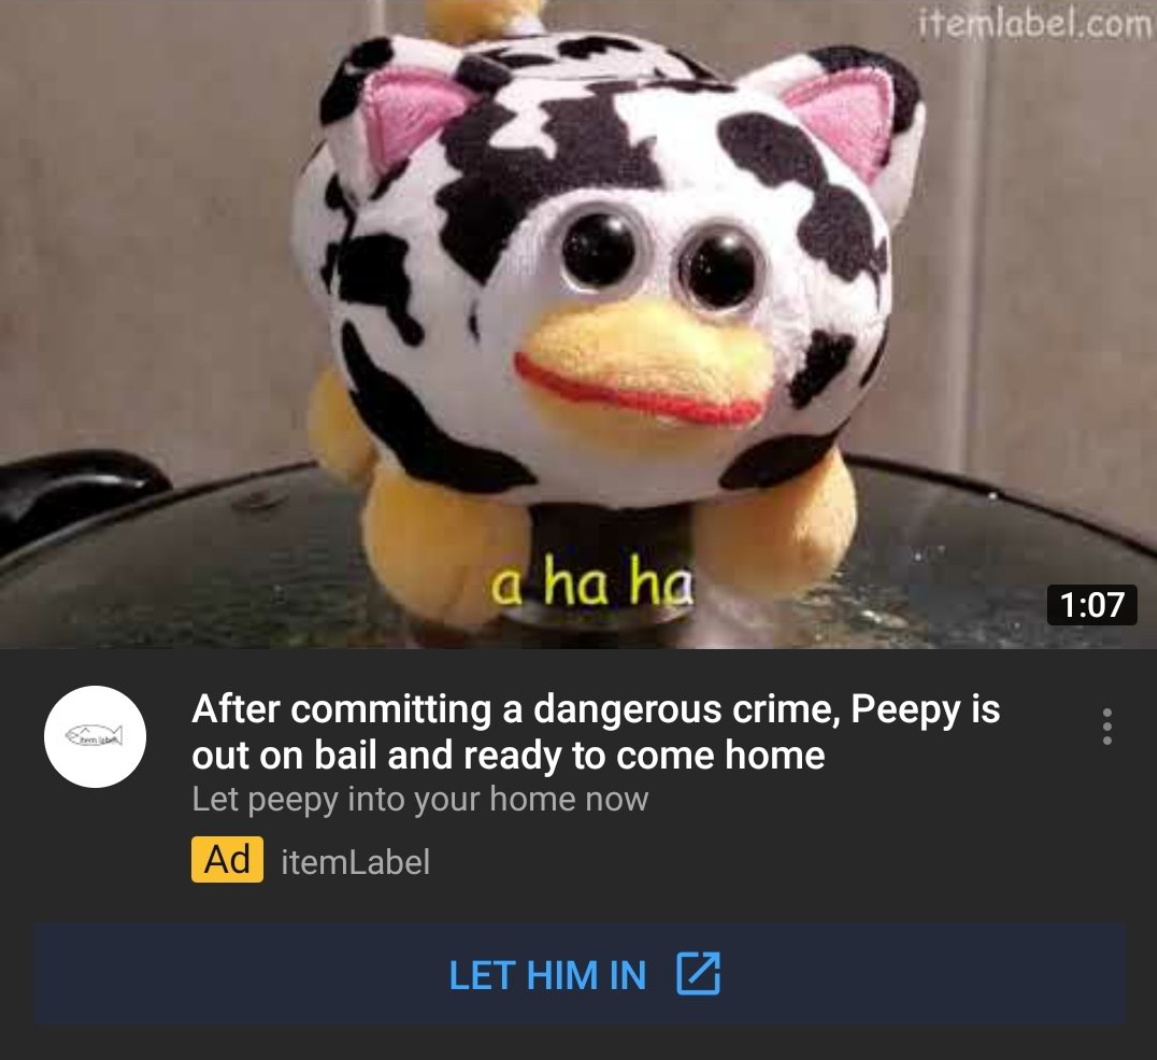 itemlabel.com
a ha ha
1:07
item label
After committing a dangerous crime, Peepy is
out on bail and ready to come home
Let peepy into your home now
Ad itemLabel
LET HIM IN